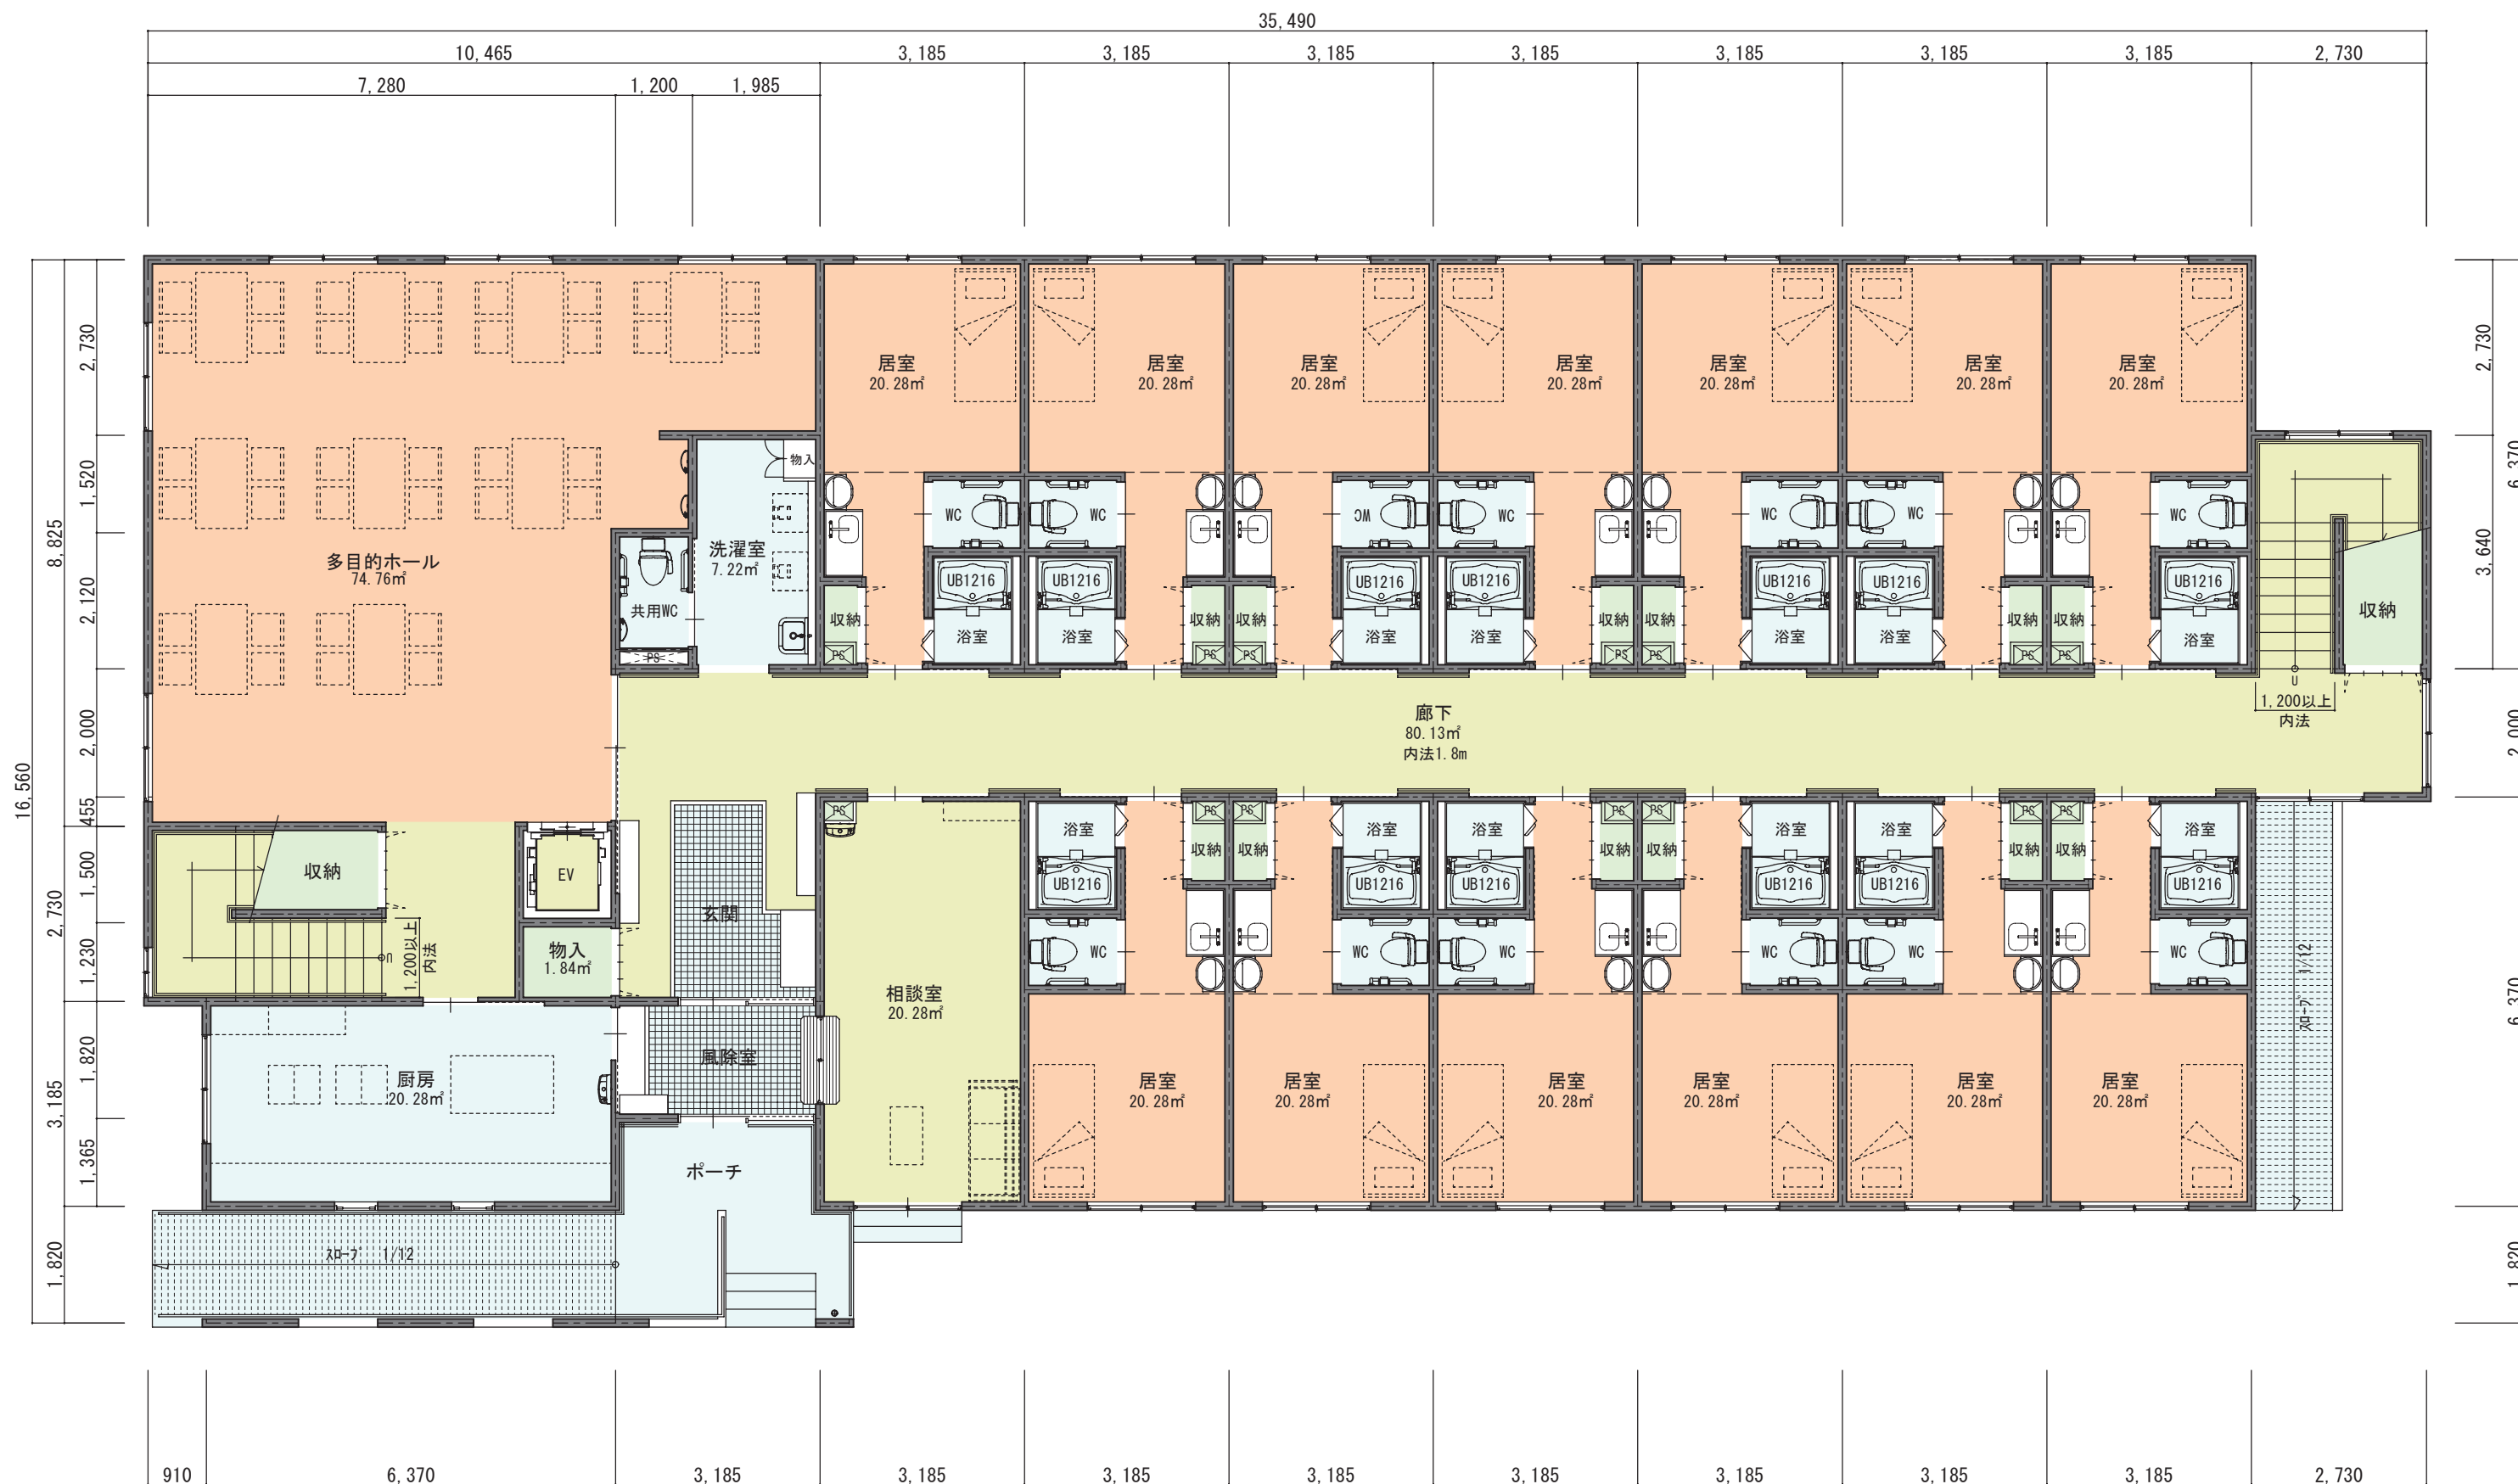 35,490
10,465
3,185
3,185
3,185
3,185
3,185
3,185
3,185
2,730
7,280
1,200
1,985
16,560
8,825
2,730
3,185
1,820
2,730
1,520
2,120
2,000
455
1,500
1,230
1,820
1,365
2,730
3,640
6,370
2,000
6,370
1,820
居室
20.28㎡
居室
20.28㎡
居室
20.28㎡
居室
20.28㎡
居室
20.28㎡
居室
20.28㎡
居室
20.28㎡
物入
多目的ホール
74.76㎡
洗濯室
7.22㎡
共用WC
PS
WC
WC
WC
WC
WC
WC
WC
UB1216
UB1216
UB1216
UB1216
UB1216
UB1216
UB1216
収納
浴室
浴室
収納
収納
浴室
浴室
収納
収納
浴室
浴室
収納
収納
浴室
収納
PS
PS
PS
PS
PS
PS
PS
U
1,200以上
内法
廊下
80.13㎡
内法1.8m
PS
PS
PS
PS
PS
PS
PS
浴室
浴室
浴室
浴室
浴室
浴室
収納
収納
収納
収納
収納
収納
UB1216
UB1216
UB1216
UB1216
UB1216
UB1216
WC
WC
WC
WC
WC
WC
収納
EV
U
1,200以上
内法
物入
1.84㎡
玄関
相談室
20.28㎡
風除室
厨房
20.28㎡
居室
20.28㎡
居室
20.28㎡
居室
20.28㎡
居室
20.28㎡
居室
20.28㎡
居室
20.28㎡
ｽﾛｰﾌﾟ 1/12
ポーチ
ｽﾛｰﾌﾟ 1/12
910
6,370
3,185
3,185
3,185
3,185
3,185
3,185
3,185
3,185
2,730